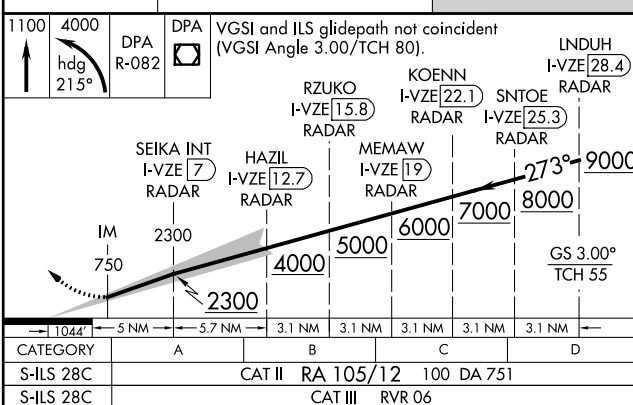 1100 4000 DPA DPA VGSI and ILS glidepath not coincident
hdg R-082 (VGSI Angle 3.00/TCH 80).
215°
LNDUH
I-VZE 28.4
RADAR
KOENN
I-VZE 22.1
RADAR
SNTOE
I-VZE 25.3
RADAR
RZUKO
I-VZE 15.8
RADAR
MEMAW
I-VZE 19
RADAR
SEIKA INT
I-VZE 7
RADAR
HAZIL
I-VZE 12.7
RADAR
273° 9000
8000
7000
6000
5000
4000
IM
2300
750
2300
GS 3.00°
TCH 55
1044' 5 NM 5.7 NM 3.1 NM 3.1 NM 3.1 NM 3.1 NM 3.1 NM
CATEGORY A B C D
S-ILS 28C CAT II RA 105/12 100 DA 751
S-ILS 28C CAT III RVR 06